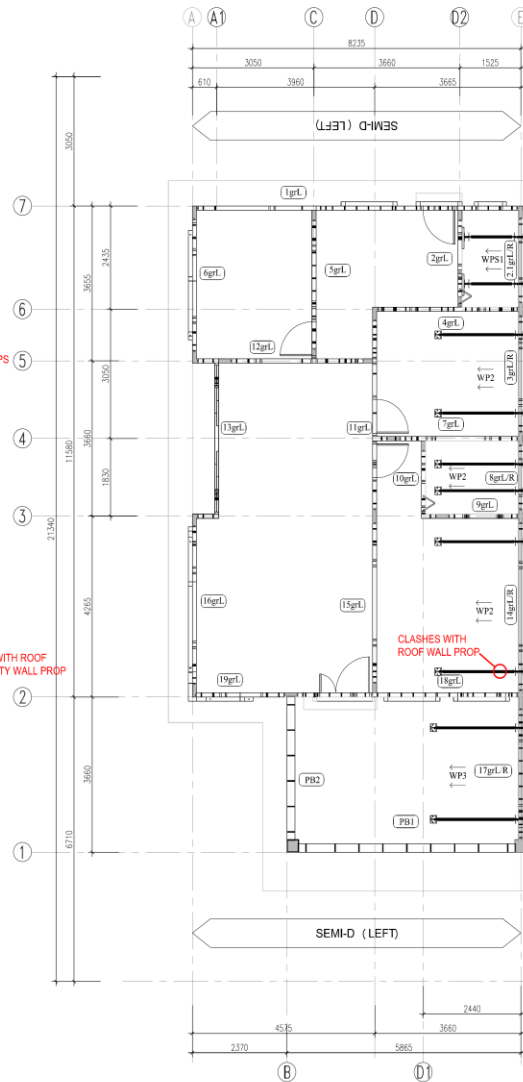 A A1 C D D2 E
8235
3050 3660 1525
610 3960 3665
SEMI-D (LEFT)
3050
7
1grL
2435
6grL
5grL
2grL
WPS1
2.1grL/R
3655
6
4grL
12grL
3grL/R
PS
5
3050
WP2
13grL
11grL
7grL
4
11580
3660
10grL
WP2
8grL/R
1830
9grL
3
21340
16grL
15grL
WP2
14grL/R
4265
CLASHES WITH
ROOF WALL PROP
WITH ROOF
TY WALL PROP
19grL
18grL
2
PB2
WP3
17grL/R
3660
PB1
6710
1
SEMI-D (LEFT)
2440
4575 3660
2370 5865
B D1